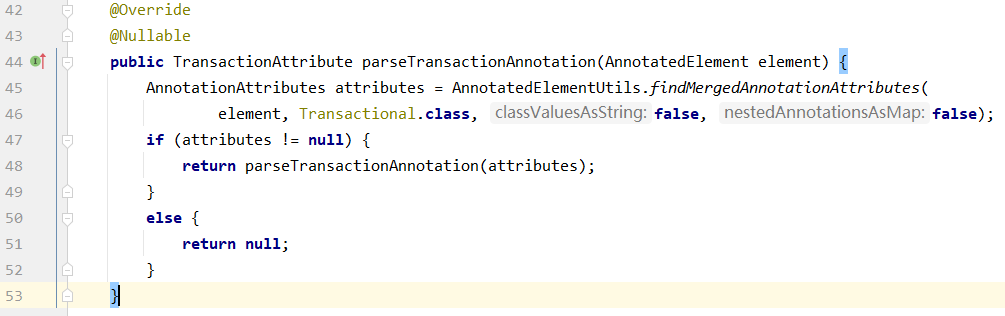 42 @Override
43 @Nullable
44 public TransactionAttribute parseTransactionAnnotation(AnnotatedElement element) {
45 AnnotationAttributes attributes = AnnotatedElementUtils.findMergedAnnotationAttributes(
46 element, Transactional.class, classValuesAsString: false, nestedAnnotationsAsMap: false);
47 if (attributes != null) {
48 return parseTransactionAnnotation(attributes);
49 }
50 else {
51 return null;
52 }
53 }